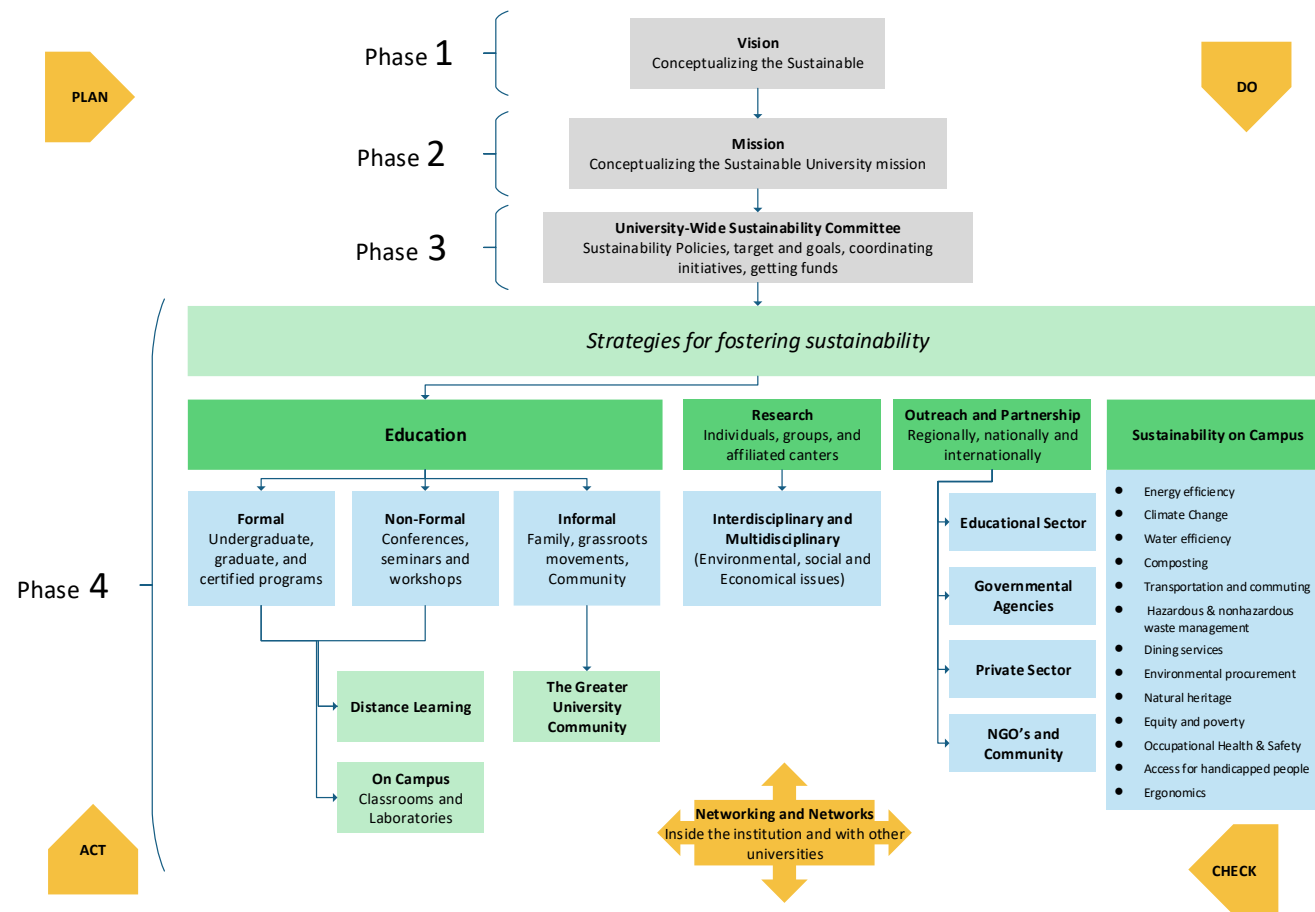 PLAN
DO
Phase 1
Vision
Conceptualizing the Sustainable
Phase 2
Mission
Conceptualizing the Sustainable University mission
Phase 3
University-Wide Sustainability Committee
Sustainability Policies, target and goals, coordinating
initiatives, getting funds
Phase 4
Strategies for fostering sustainability
Education
Research
Individuals, groups, and
affiliated canters
Outreach and Partnership
Regionally, nationally and
internationally
Sustainability on Campus
Formal
Undergraduate,
graduate, and
certified programs
Non-Formal
Conferences,
seminars and
workshops
Informal
Family, grassroots
movements,
Community
Interdisciplinary and
Multidisciplinary
(Environmental, social and
Economical issues)
Educational Sector
Governmental
Agencies
Private Sector
NGO's and
Community
● Energy efficiency
● Climate Change
● Water efficiency
● Composting
● Transportation and commuting
● Hazardous & nonhazardous
waste management
● Dining services
● Environmental procurement
● Natural heritage
● Equity and poverty
● Occupational Health & Safety
● Access for handicapped people
● Ergonomics
Distance Learning
The Greater
University
Community
On Campus
Classrooms and
Laboratories
Networking and Networks
Inside the institution and with other
universities
ACT
CHECK